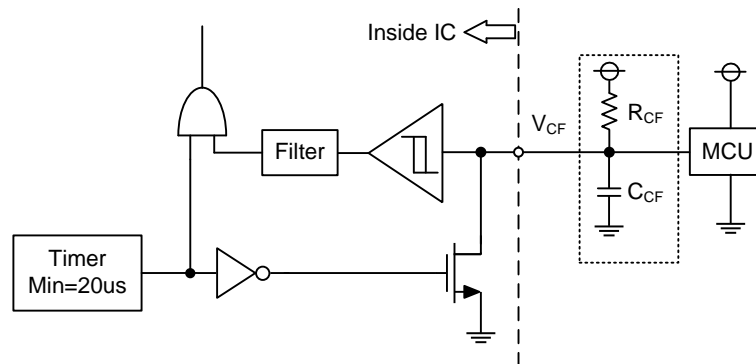 Inside IC
VCF
RCF
MCU
Filter
CCF
Timer
Min=20us